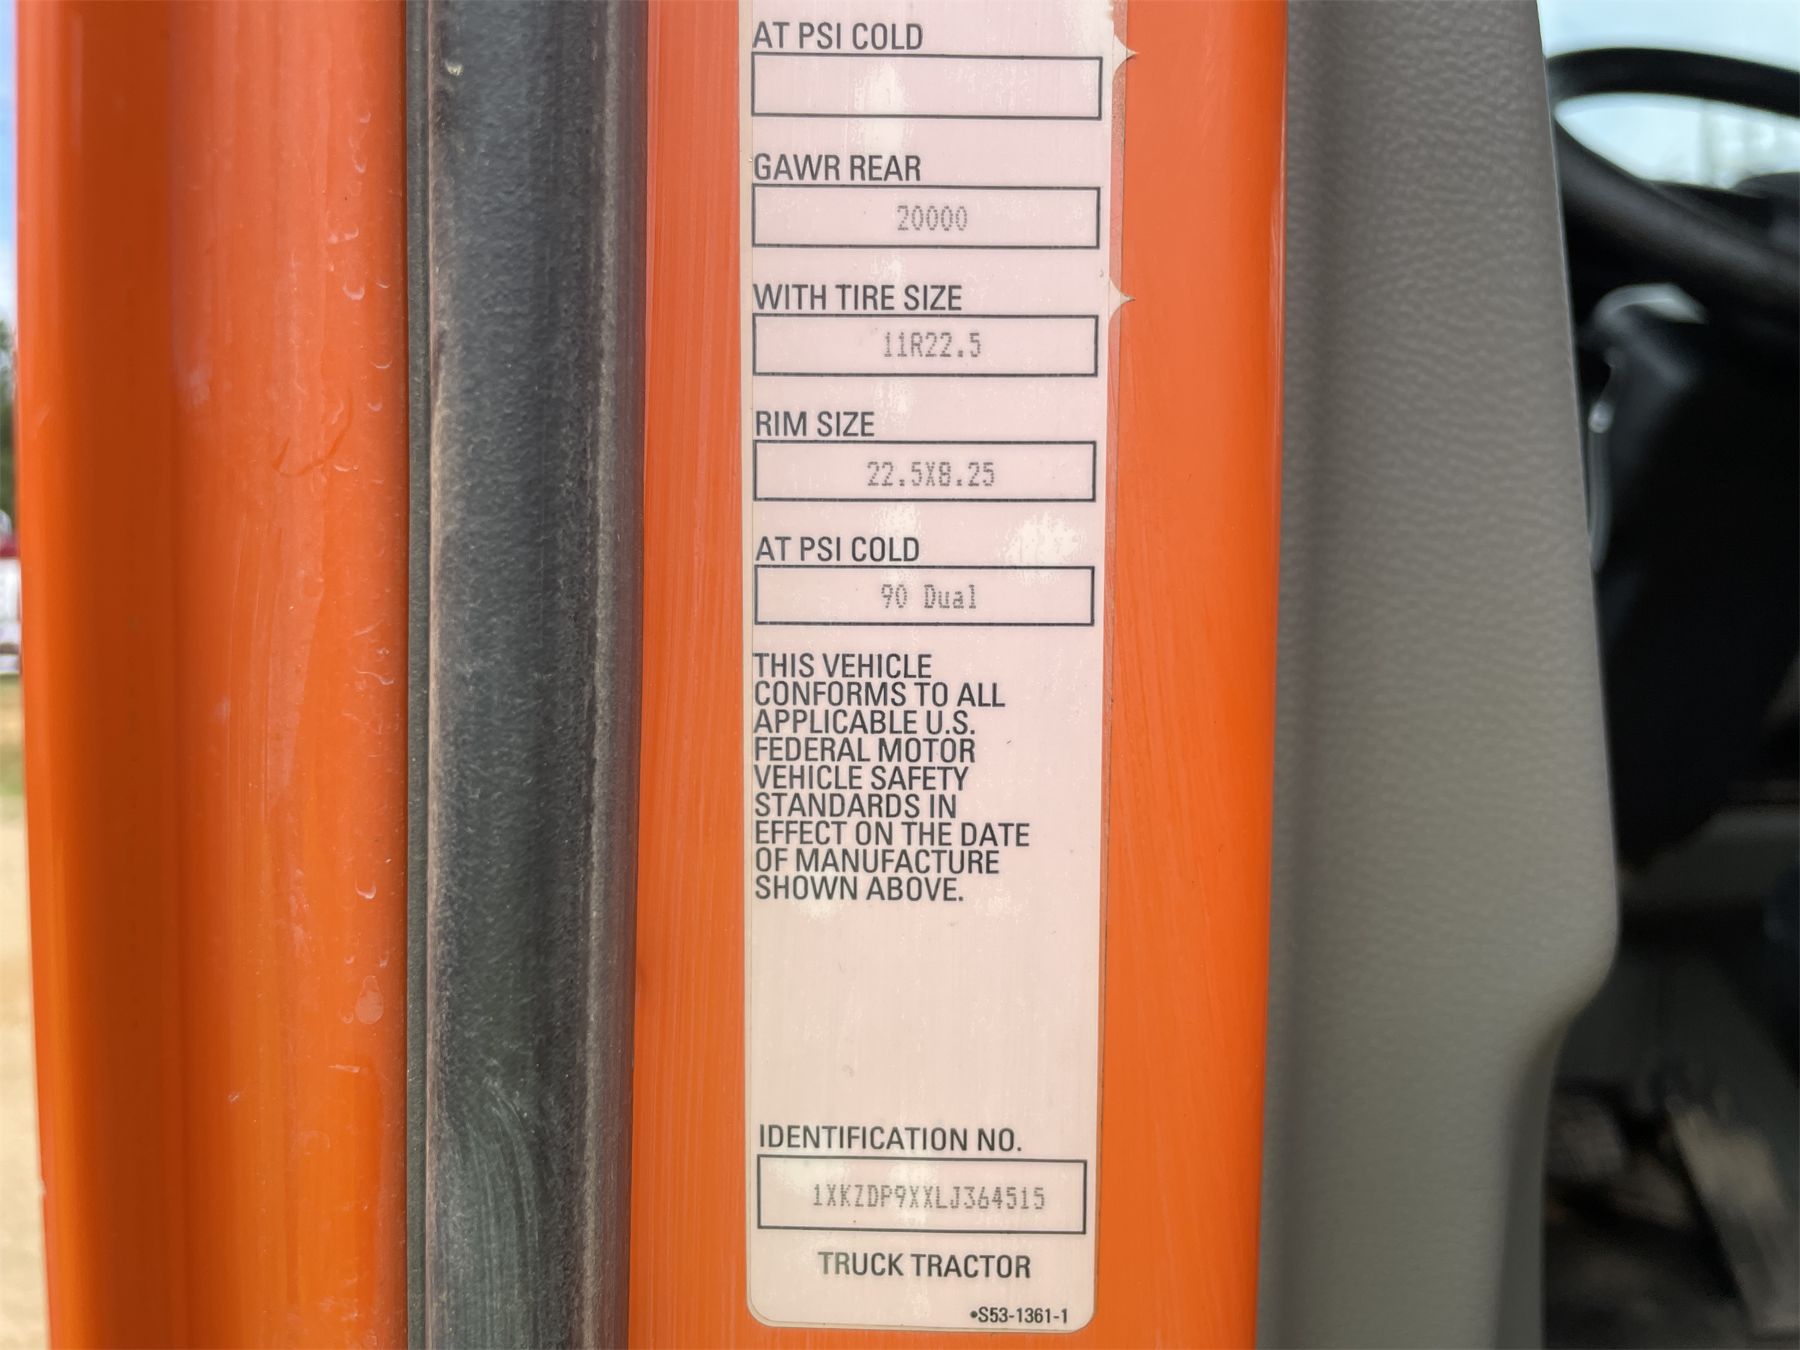 AT PSI COLD
GAWR REAR
20000
WITH TIRE SIZE
11R22.5
RIM SIZE
22.5X8.25
AT PSI COLD
90 Dual
THIS VEHICLE
CONFORMS TO ALL
APPLICABLE U.S.
FEDERAL MOTOR
VEHICLE SAFETY
STANDARDS IN
EFFECT ON THE DATE
OF MANUFACTURE
SHOWN ABOVE.
IDENTIFICATION NO.
1XKZDP9XXLJ364515
TRUCK TRACTOR
•S53-1361-1